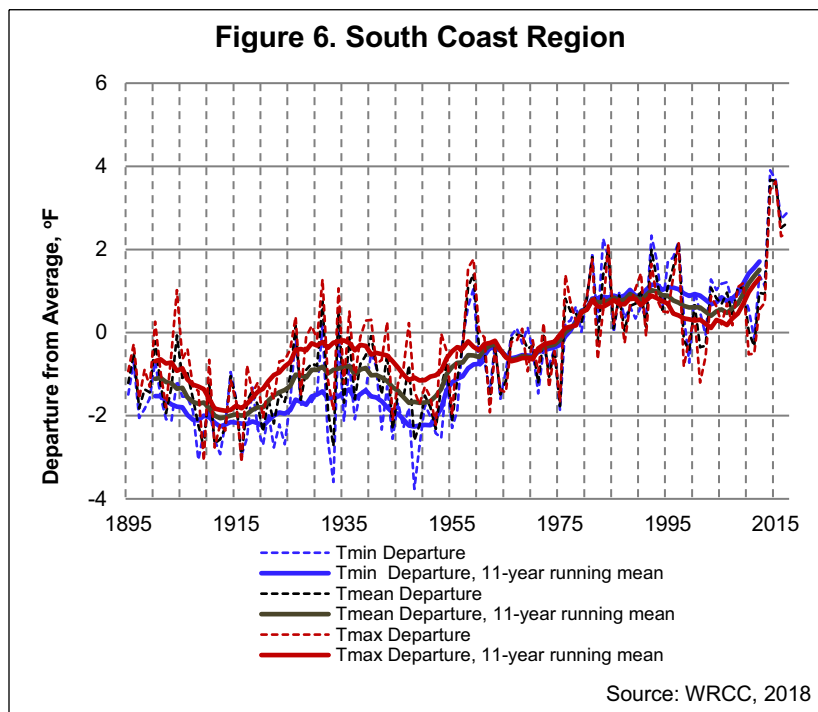 Figure 6. South Coast Region
Departure from Average, ºF
6
4
2
0
-2
-4
1895 1915 1935 1955 1975 1995 2015
Tmin Departure
Tmin Departure, 11-year running mean
Tmean Departure
Tmean Departure, 11-year running mean
Tmax Departure
Tmax Departure, 11-year running mean
Source: WRCC, 2018